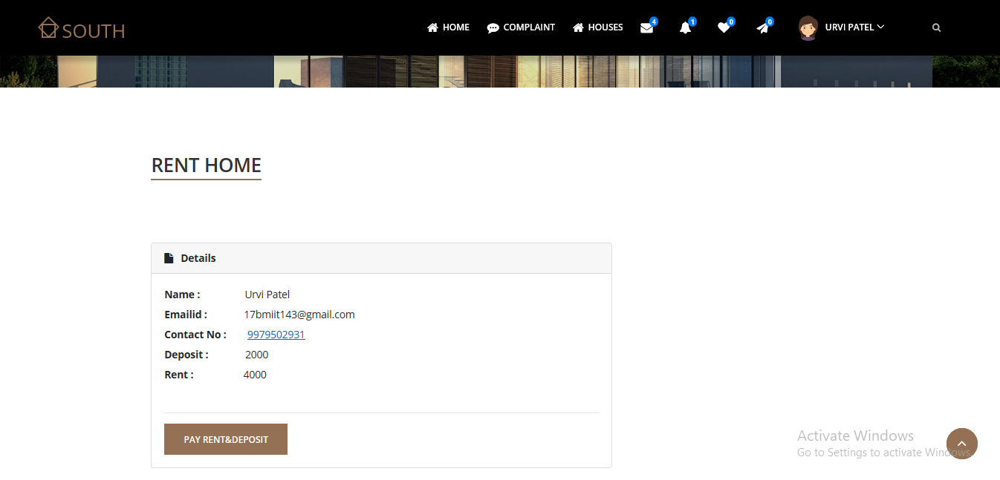 SOUTH
HOME COMPLAINT HOUSES 4 1 0 0 URVI PATEL
RENT HOME
Details
Name : Urvi Patel
Emailid : 17bmiit143@gmail.com
Contact No : 9979502931
Deposit : 2000
Rent : 4000
PAY RENT&DEPOSIT
Activate Windows
Go to Settings to activate Windows.